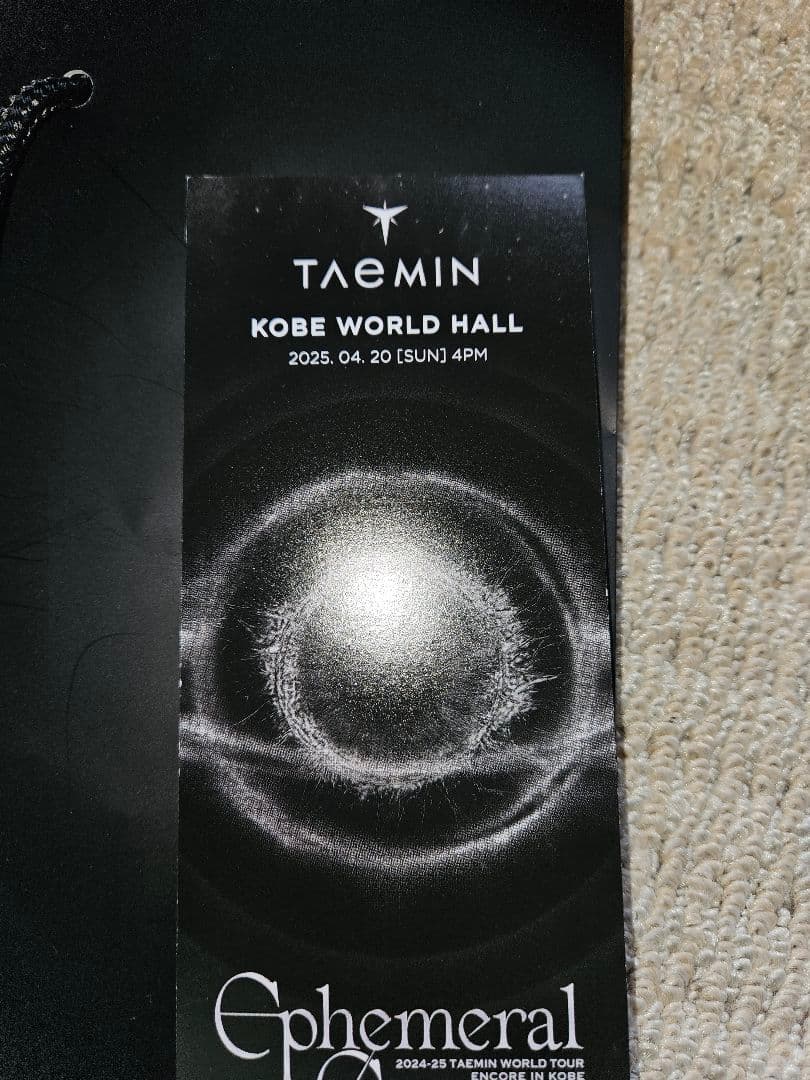 TAEMIN
KOBE WORLD HALL
2025. 04. 20 [SUN] 4PM
Ephemeral
2024-25 TAEMIN WORLD TOUR
ENCORE IN KOBE